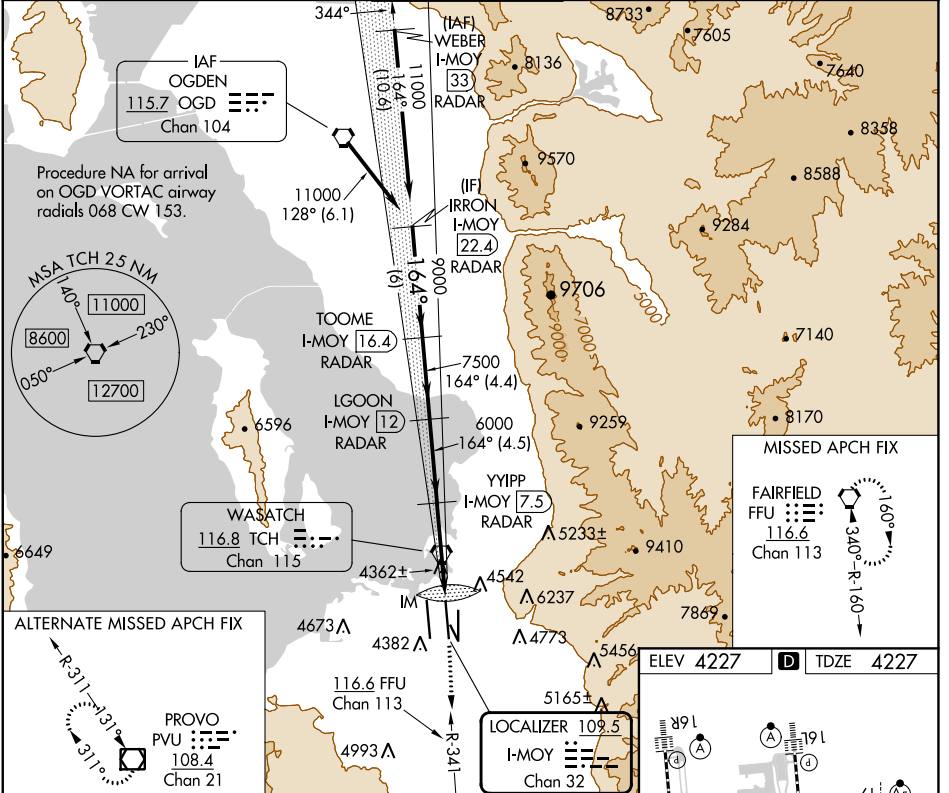 344°
(IAF)
WEBER
I-MOY
33
RADAR
11000
164°
(10.6)
8733
7605
8136
7640
8358
9570
8588
9284
IAF
OGDEN
115.7 OGD
Chan 104
Procedure NA for arrival
on OGD VORTAC airway
radials 068 CW 153.
11000
128° (6.1)
(IF)
IRRON
I-MOY
22.4
RADAR
164°
(6)
9000
MSA TCH 25 NM
140°
11000
8600
230°
050°
12700
9706
9000
7000
5000
7140
TOOME
I-MOY 16.4
RADAR
7500
164° (4.4)
LGOON
I-MOY 12
RADAR
6000
164° (4.5)
6596
9259
8170
YYIPP
I-MOY 7.5
RADAR
MISSED APCH FIX
FAIRFIELD
FFU
116.6
Chan 113
160°
340°
R-160
WASATCH
116.8 TCH
Chan 115
6649
5233±
9410
4362±
4542
IM
6237
7869
4673
4382
4773
5456
5165±
4993
ALTERNATE MISSED APCH FIX
R-311
131°
311°
PROVO
PVU
108.4
Chan 21
116.6 FFU
Chan 113
R-341
LOCALIZER 109.5
I-MOY
Chan 32
ELEV 4227
D
TDZE 4227
16R
A
P
16L
A
P